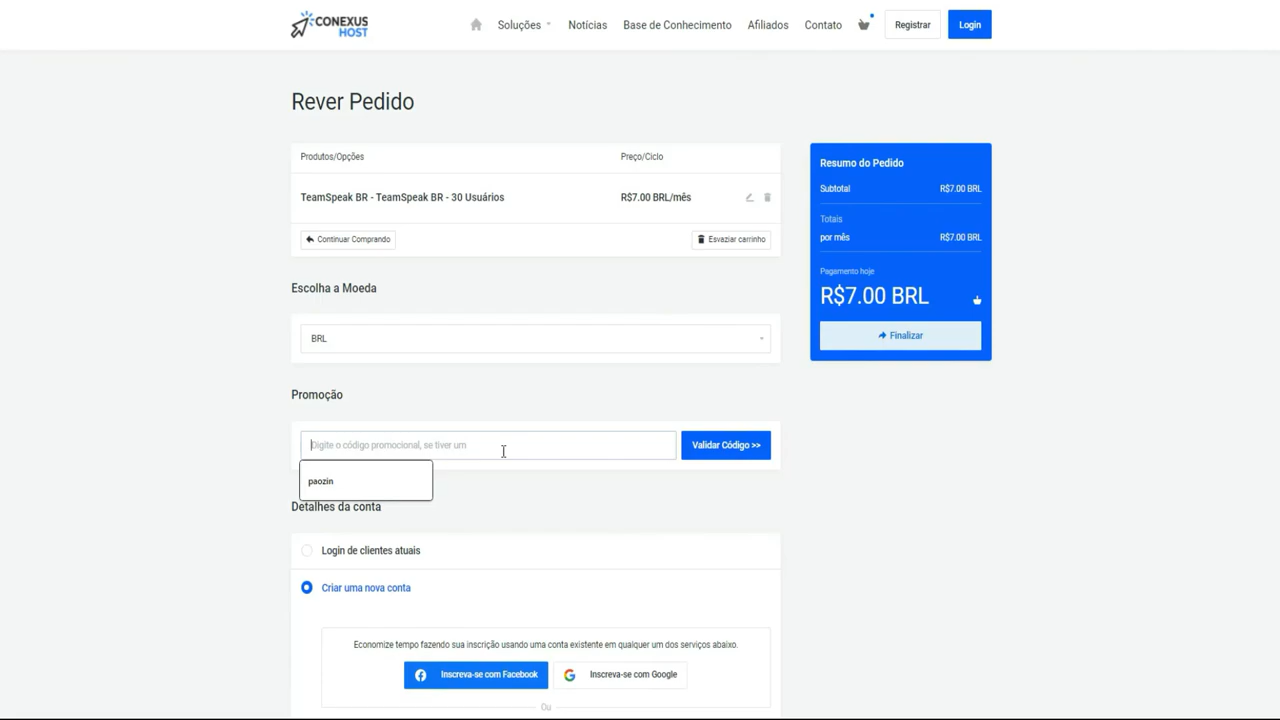 CONEXUS
HOST
Soluções
Notícias
Base de Conhecimento
Afiliados
Contato
Registrar
Login
Rever Pedido
Produtos/Opções
Preço/Ciclo
TeamSpeak BR - TeamSpeak BR - 30 Usuários
R$7.00 BRL/mês
Continuar Comprando
Esvaziar carrinho
Resumo do Pedido
Subtotal
R$7.00 BRL
Totais
por mês
R$7.00 BRL
Pagamento hoje
R$7.00 BRL
Finalizar
Escolha a Moeda
BRL
Promoção
Digite o código promocional, se tiver um
Validar Código >>
paozin
Detalhes da conta
Login de clientes atuais
Criar uma nova conta
Economize tempo fazendo sua inscrição usando uma conta existente em qualquer um dos serviços abaixo.
Inscreva-se com Facebook
Inscreva-se com Google
Ou